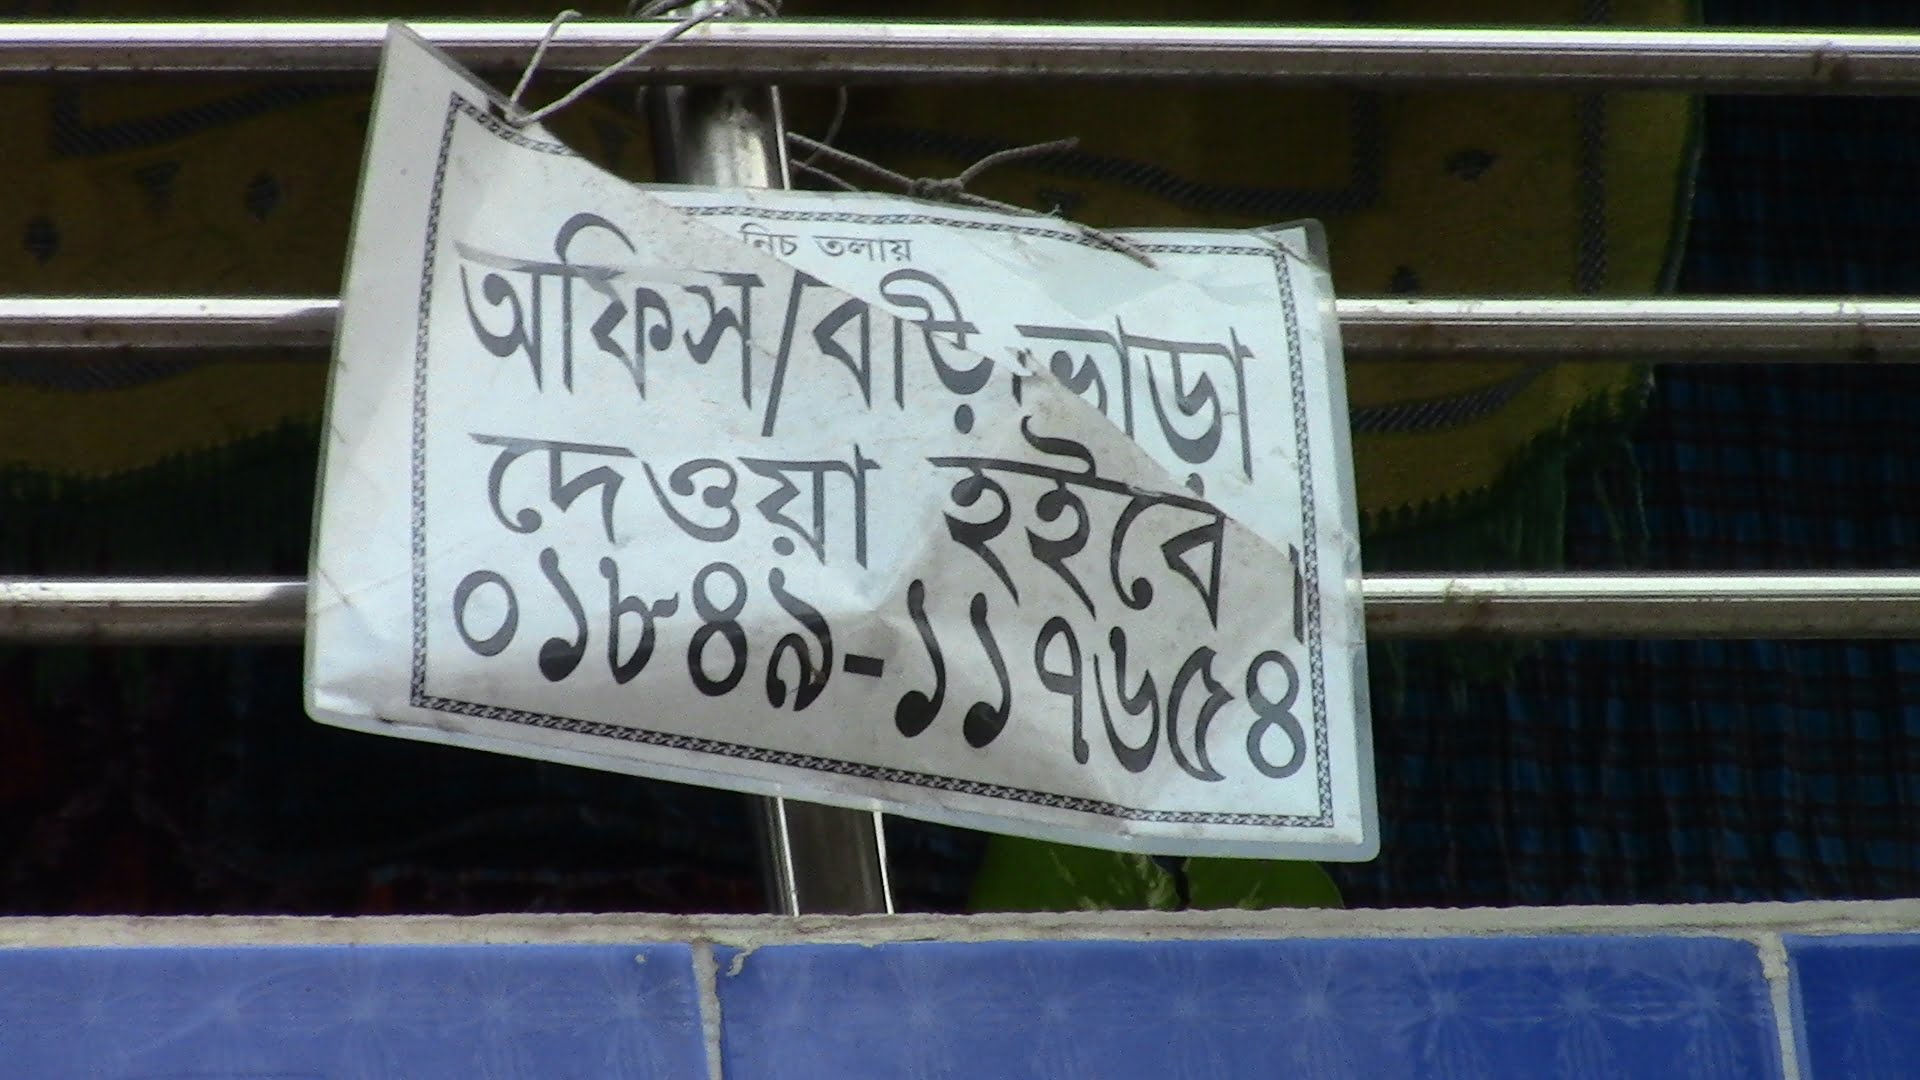 নিচ তলায়
অফিস/বাড়ি ভাড়া
দেওয়া হইবে।
০১৮৪৯-১১৭৬৫৪